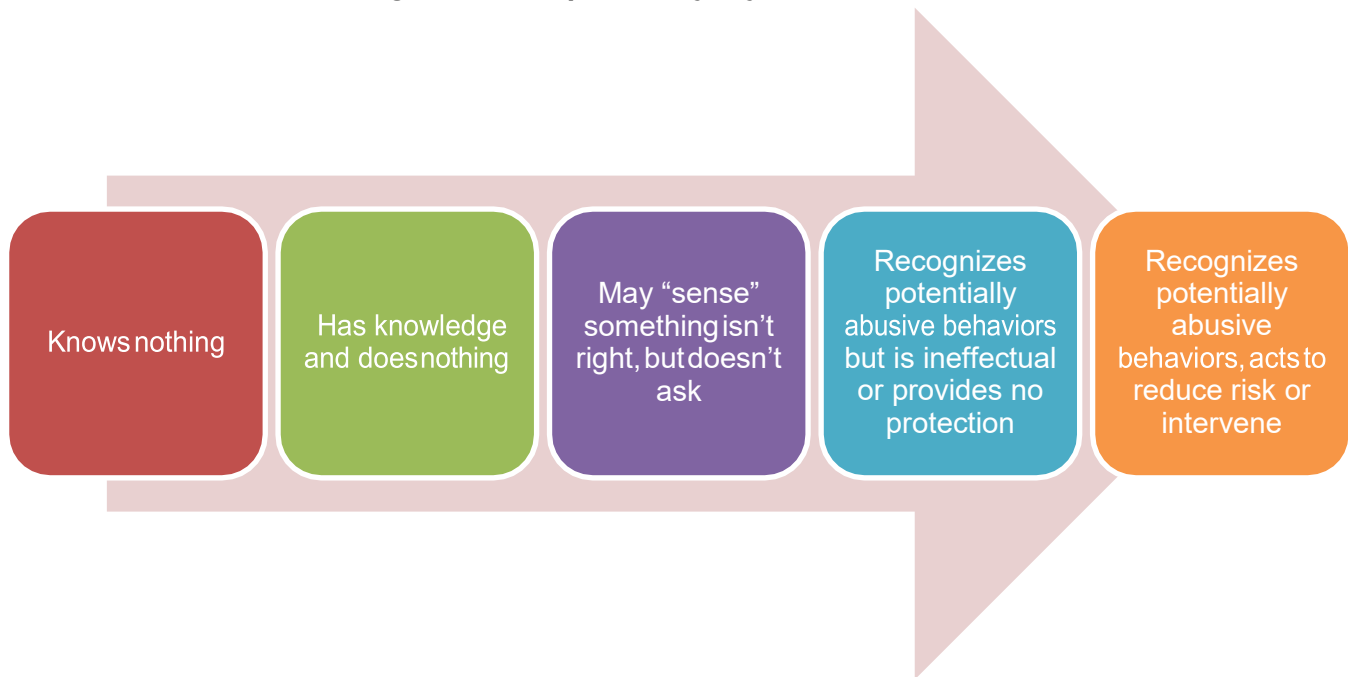 Knows nothing
Has knowledge
and does nothing
May “sense”
something isn’t
right, but doesn’t
ask
Recognizes
potentially
abusive behaviors
but is ineffectual
or provides no
protection
Recognizes
potentially
abusive
behaviors, acts to
reduce risk or
intervene